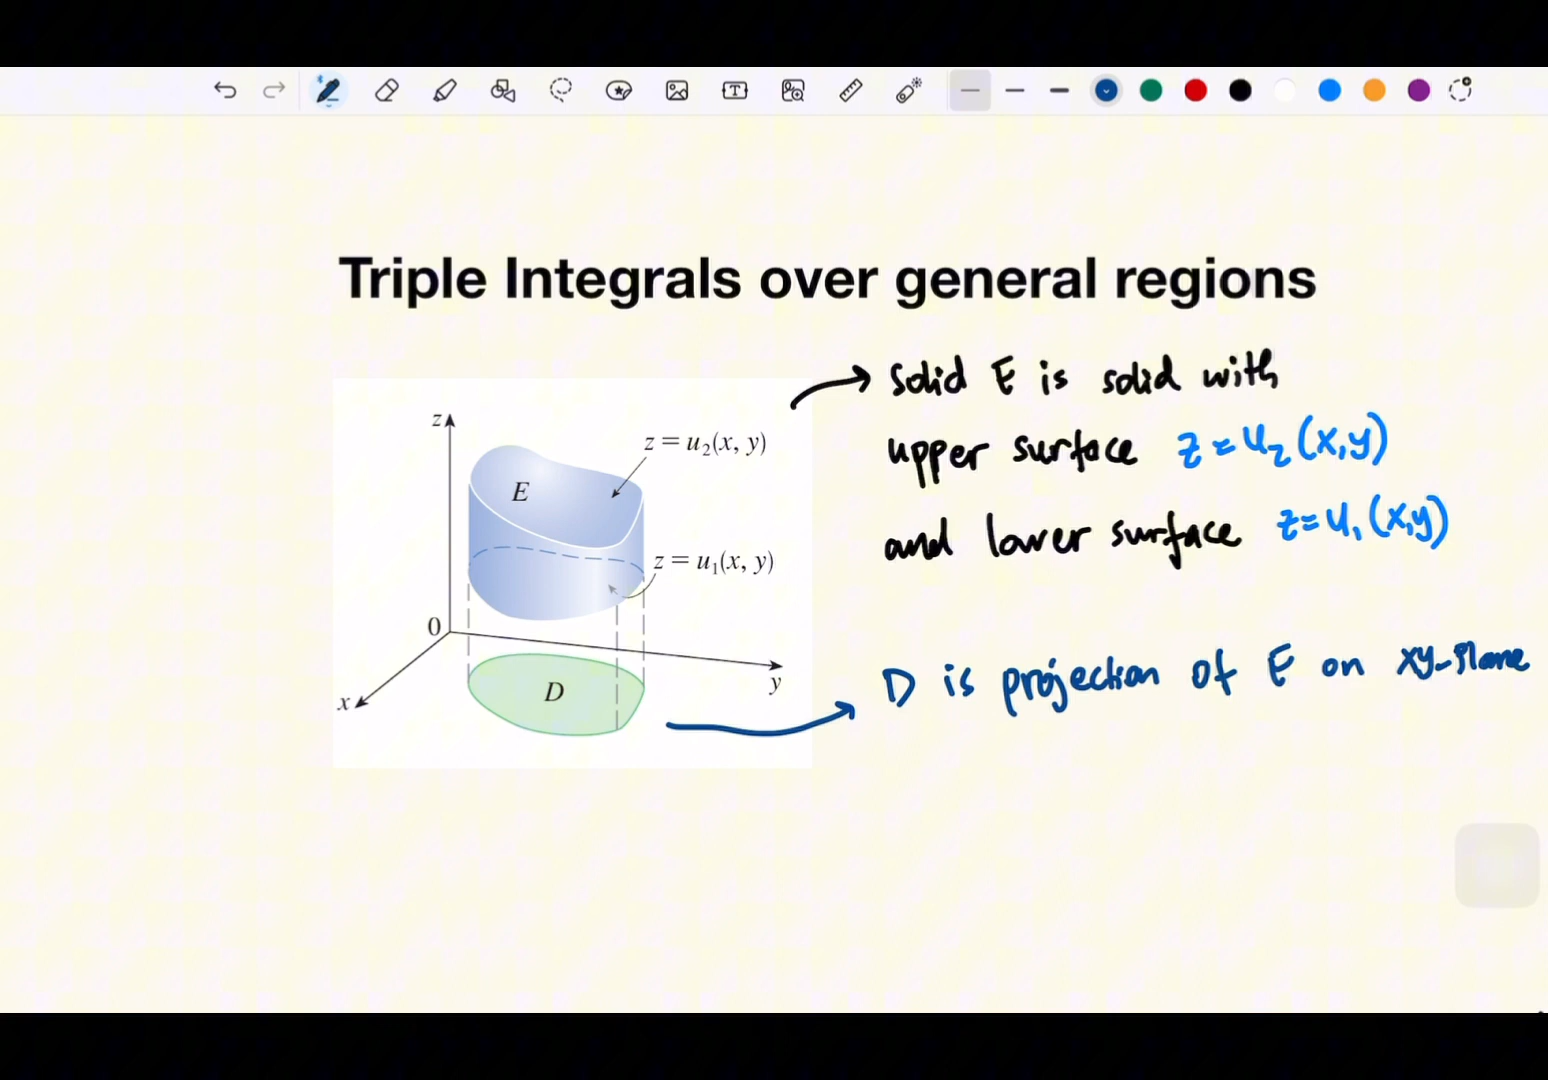 Triple Integrals over general regions
z
z = u₂(x, y)
E
z = u₁(x, y)
0
D
x
y
Solid E is solid with
upper surface z = u₂(x,y)
and lower surface z = u₁(x,y)
D is projection of E on xy-plane